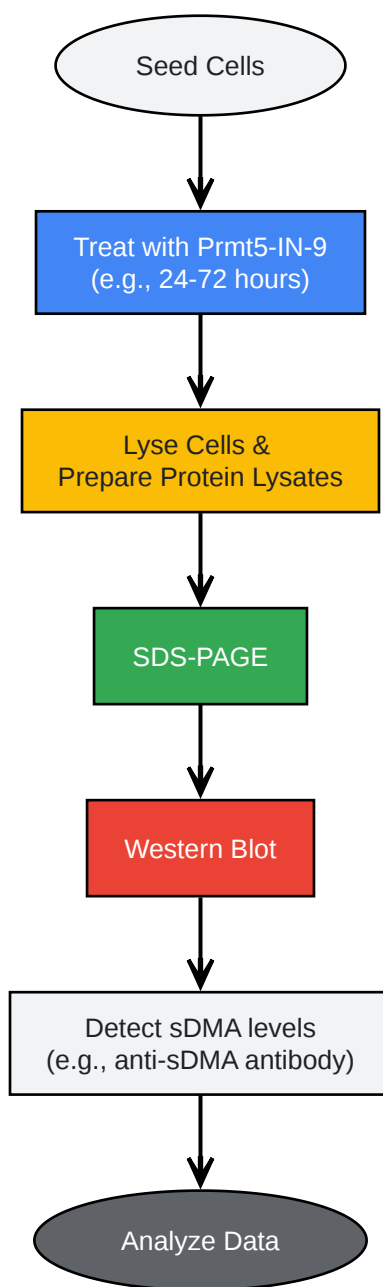 Seed Cells
Treat with Prmt5-IN-9
(e.g., 24-72 hours)
Lyse Cells &
Prepare Protein Lysates
SDS-PAGE
Western Blot
Detect sDMA levels
(e.g., anti-sDMA antibody)
Analyze Data